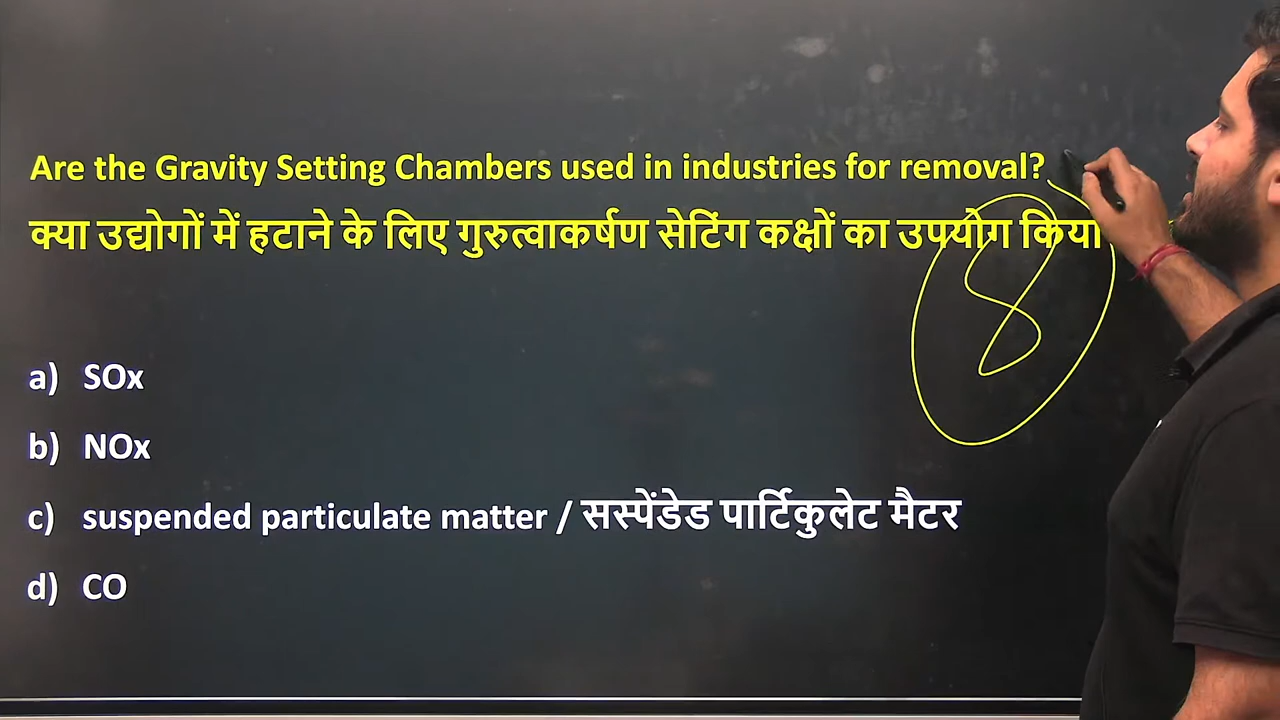 Are the Gravity Setting Chambers used in industries for removal?
क्या उद्योगों में हटाने के लिए गुरुत्वाकर्षण सेटिंग कक्षों का उपयोग किया
8
a) SOx
b) NOx
c) suspended particulate matter / सस्पेंडेड पार्टिकुलेट मैटर
d) CO